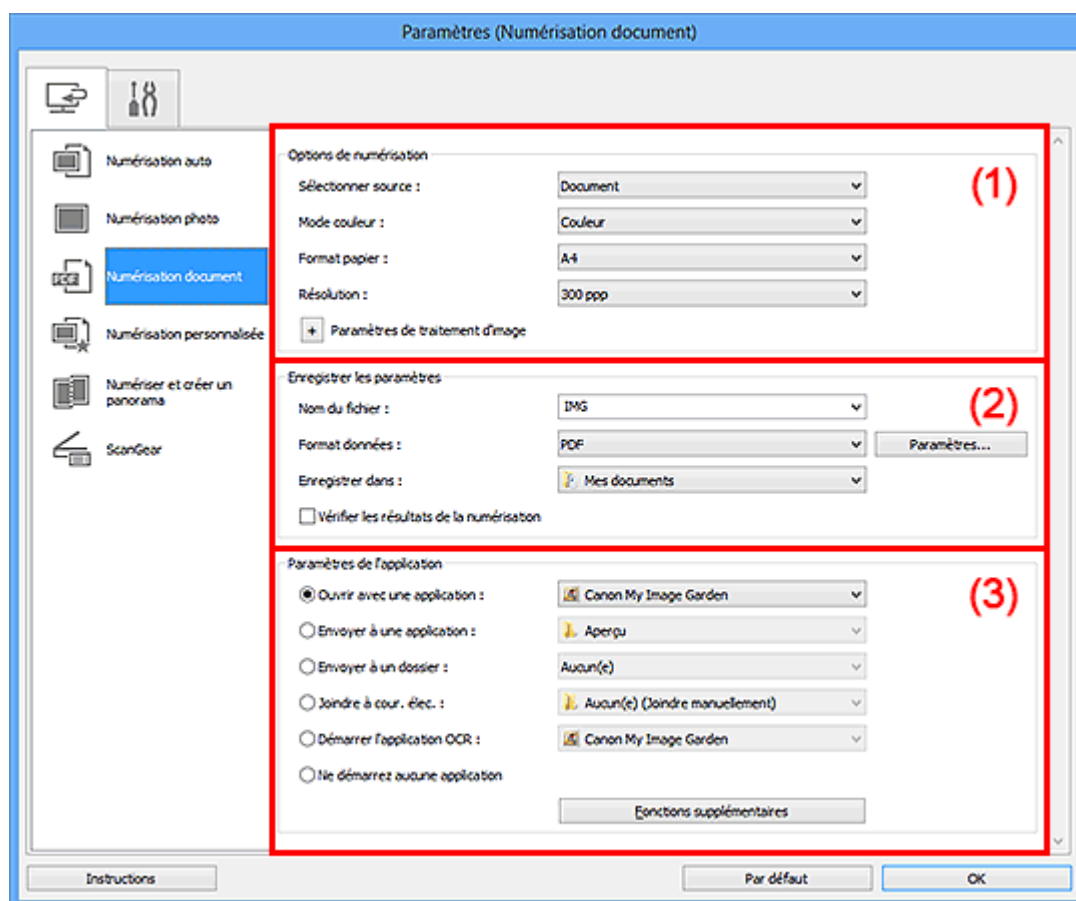 Paramètres (Numérisation document)
Numérisation auto
Numérisation photo
Numérisation document
Numérisation personnalisée
Numériser et créer un
panorama
ScanGear
Options de numérisation
(1)
Sélectionner source : Document
Mode couleur : Couleur
Format papier : A4
Résolution : 300 ppp
+ Paramètres de traitement d'image
Enregistrer les paramètres
(2)
Nom du fichier : IMG
Format données : PDF Paramètres...
Enregistrer dans : Mes documents
Vérifier les résultats de la numérisation
Paramètres de l'application
(3)
Ouvrir avec une application : Canon My Image Garden
Envoyer à une application : Aperçu
Envoyer à un dossier : Aucun(e)
Joindre à cour. élec. : Aucun(e) (Joindre manuellement)
Démarrer l'application OCR : Canon My Image Garden
Ne démarrez aucune application
Fonctions supplémentaires
Instructions Par défaut OK